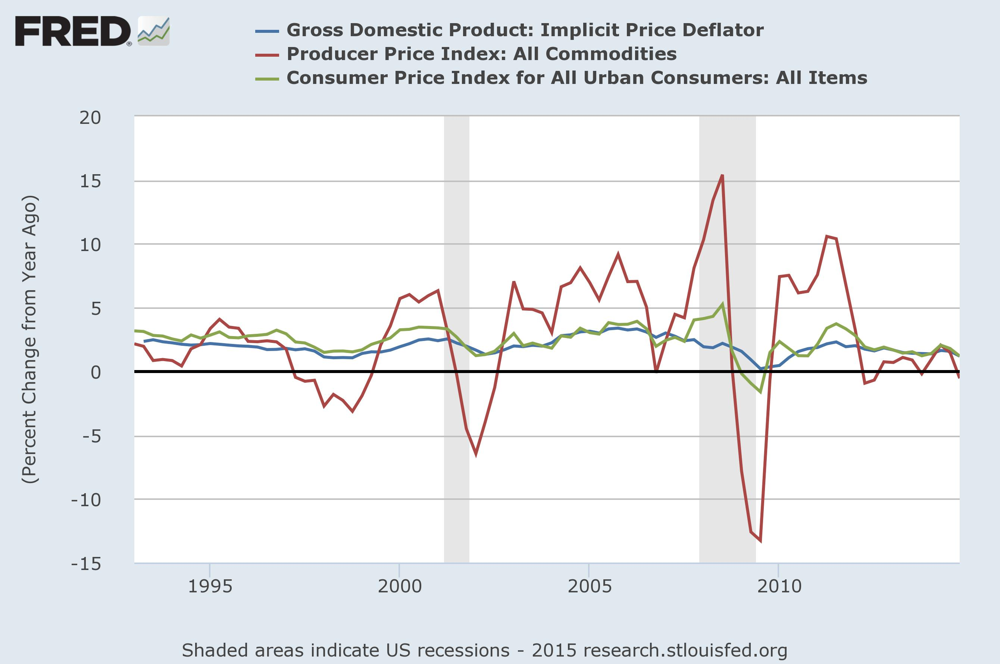 FRED®
Gross Domestic Product: Implicit Price Deflator
Producer Price Index: All Commodities
Consumer Price Index for All Urban Consumers: All Items
(Percent Change from Year Ago)
20
15
10
5
0
-5
-10
-15
1995
2000
2005
2010
Shaded areas indicate US recessions - 2015 research.stlouisfed.org